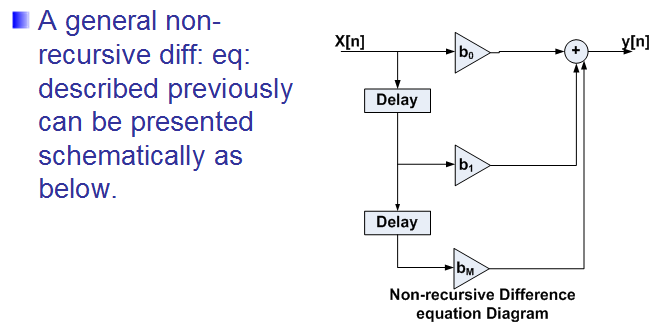 A general non-
recursive diff: eq:
described previously
can be presented
schematically as
below.
X[n]
b₀
+
y[n]
Delay
b₁
Delay
bM
Non-recursive Difference
equation Diagram